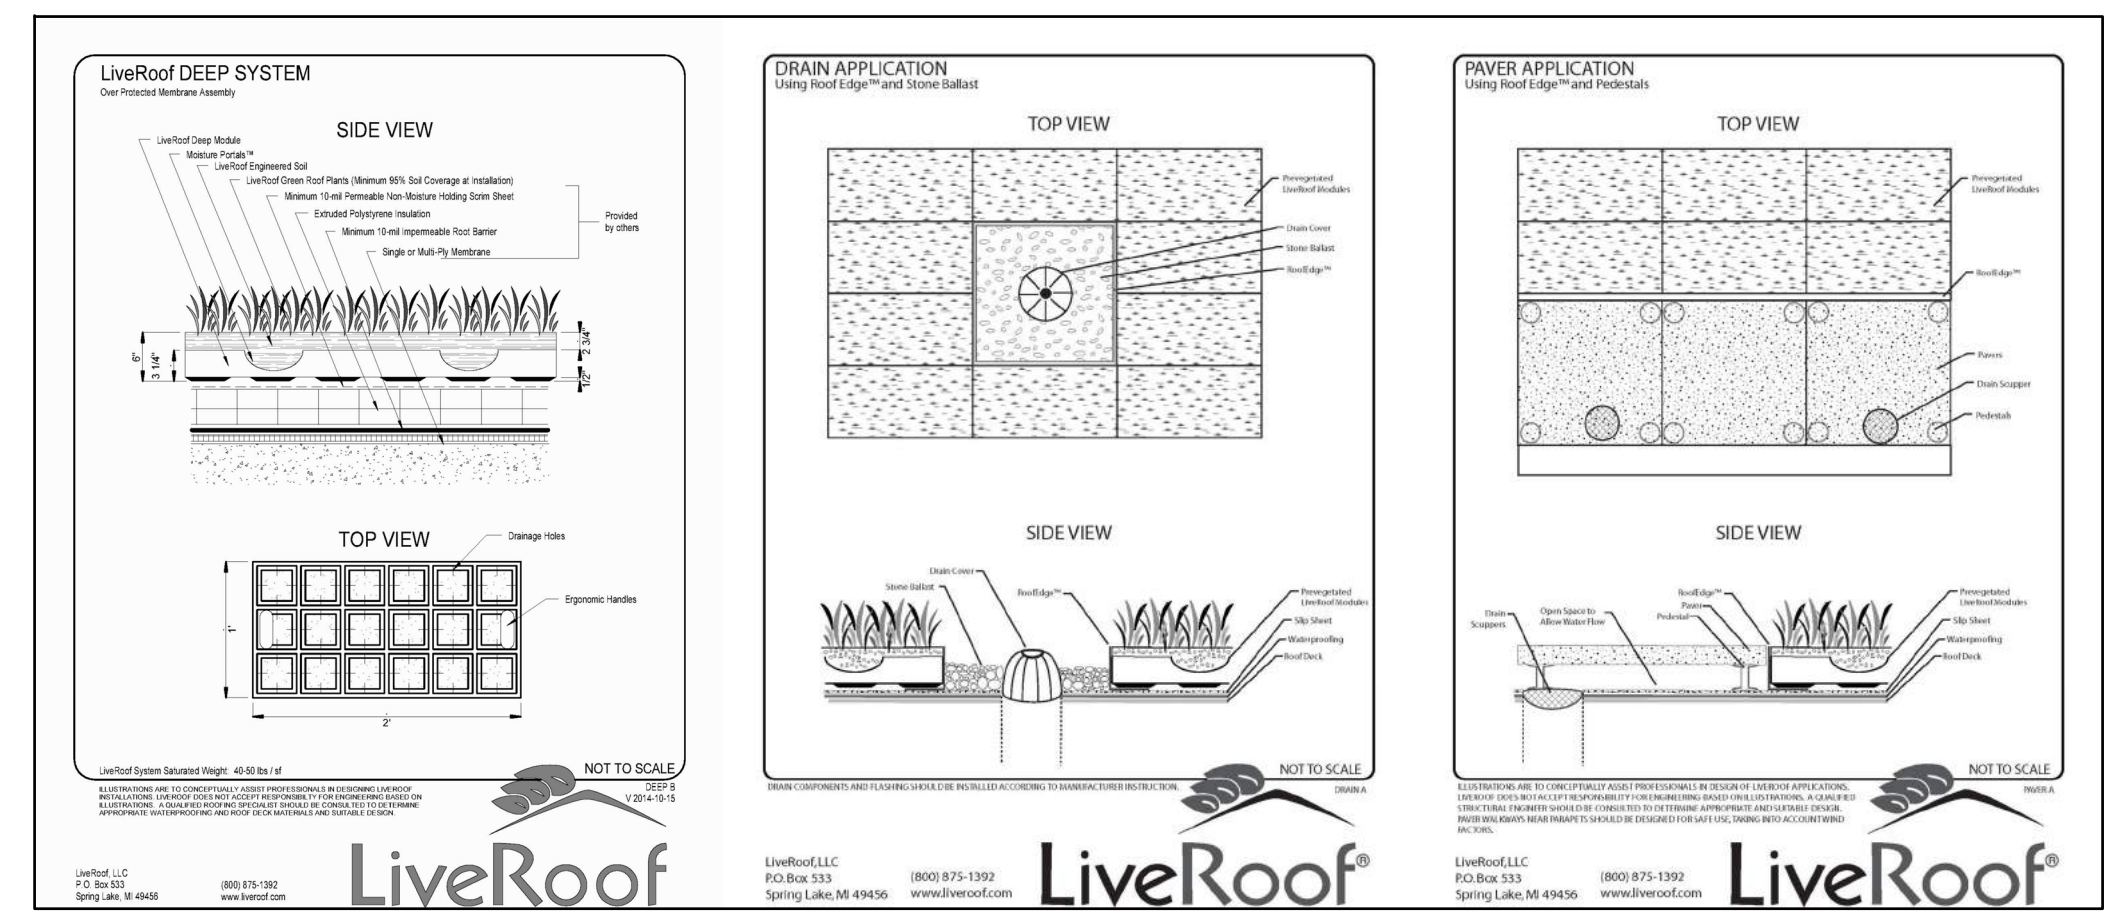 LiveRoof DEEP SYSTEM
Over Protected Membrane Assembly
SIDE VIEW
LiveRoof Deep Module
Moisture Portals™
LiveRoof Engineered Soil
LiveRoof Green Roof Plants (Minimum 95% Soil Coverage at Installation)
Minimum 10-mil Permeable Non-Moisture Holding Scrim Sheet
Extruded Polystyrene Insulation
Minimum 10-mil Impermeable Root Barrier
Single or Multi-Ply Membrane
Provided
by others
6"
3 1/4"
2 3/4"
1/2"
TOP VIEW
Drainage Holes
Ergonomic Handles
1'
2'
LiveRoof System Saturated Weight: 40-50 lbs / sf
NOT TO SCALE
DEEP B
V 2014-10-15
ILLUSTRATIONS ARE TO CONCEPTUALLY ASSIST PROFESSIONALS IN DESIGNING LIVEROOF
INSTALLATIONS. LIVEROOF DOES NOT ACCEPT RESPONSIBILTY FOR ENGINEERING BASED ON
ILLUSTRATIONS. A QUALIFIED ROOFING SPECIALIST SHOULD BE CONSULTED TO DETERMINE
APPROPRIATE WATERPROOFING AND ROOF DECK MATERIALS AND SUITABLE DESIGN.
LiveRoof, LLC
P.O. Box 533
Spring Lake, MI 49456
(800) 875-1392
www.liveroof.com
LiveRoof
DRAIN APPLICATION
Using Roof Edge™ and Stone Ballast
TOP VIEW
Prevegetated
LiveRoof Modules
Drain Cover
Stone Ballast
RoofEdge™
SIDE VIEW
Drain Cover
Stone Ballast
RoofEdge™
Prevegetated
LiveRoof Modules
Slip Sheet
Waterproofing
Roof Deck
NOT TO SCALE
DRAIN A
DRAIN COMPONENTS AND FLASHING SHOULD BE INSTALLED ACCORDING TO MANUFACTURER INSTRUCTION.
LiveRoof, LLC
P.O. Box 533
Spring Lake, MI 49456
(800) 875-1392
www.liveroof.com
LiveRoof®
PAVER APPLICATION
Using Roof Edge™ and Pedestals
TOP VIEW
Prevegetated
LiveRoof Modules
RoofEdge™
Pavers
Drain Scupper
Pedestals
SIDE VIEW
Drain
Scuppers
Open Space to
Allow Water Flow
RoofEdge™
Paver
Pedestal
Prevegetated
LiveRoof Modules
Slip Sheet
Waterproofing
Roof Deck
NOT TO SCALE
PAVER A
ILLUSTRATIONS ARE TO CONCEPTUALLY ASSIST PROFESSIONALS IN DESIGN OF LIVEROOF APPLICATIONS.
LIVEROOF DOES NOT ACCEPT RESPONSIBILITY FOR ENGINEERING BASED ON ILLUSTRATIONS. A QUALIFIED
STRUCTURAL ENGINEER SHOULD BE CONSULTED TO DETERMINE APPROPRIATE AND SUITABLE DESIGN.
PAVER WALKWAYS NEAR PARAPETS SHOULD BE DESIGNED FOR SAFE USE, TAKING INTO ACCOUNT WIND
FACTORS.
LiveRoof, LLC
P.O. Box 533
Spring Lake, MI 49456
(800) 875-1392
www.liveroof.com
LiveRoof®